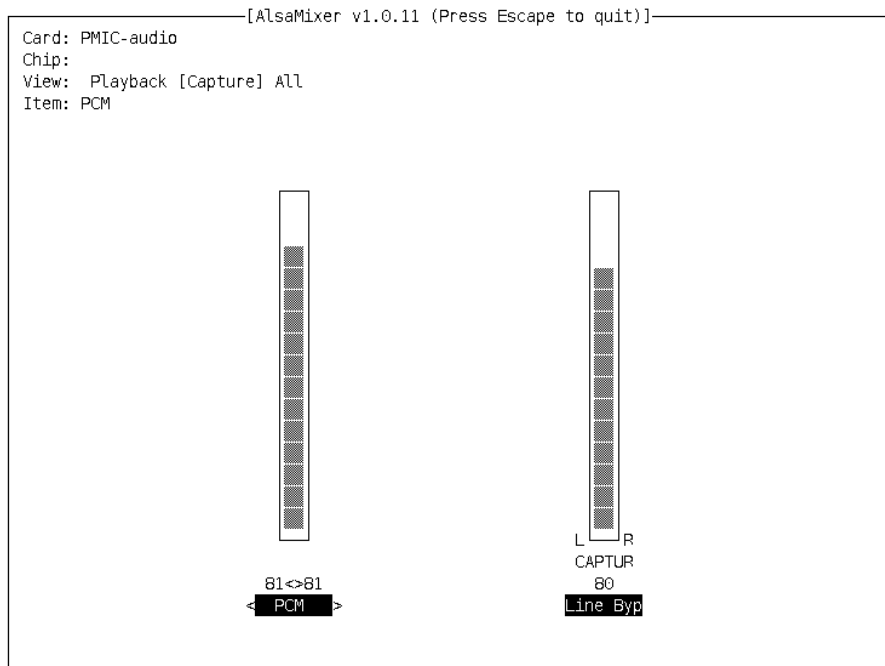 [AlsaMixer v1.0.11 (Press Escape to quit)]
Card: PMIC-audio
Chip:
View: Playback [Capture] All
Item: PCM
L R
CAPTUR
81<>81 80
< PCM > Line Byp